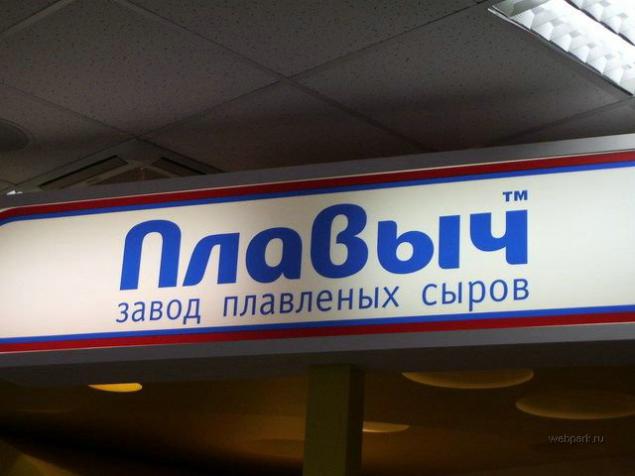 Плавыч™
завод плавленых сыров
webpark.ru